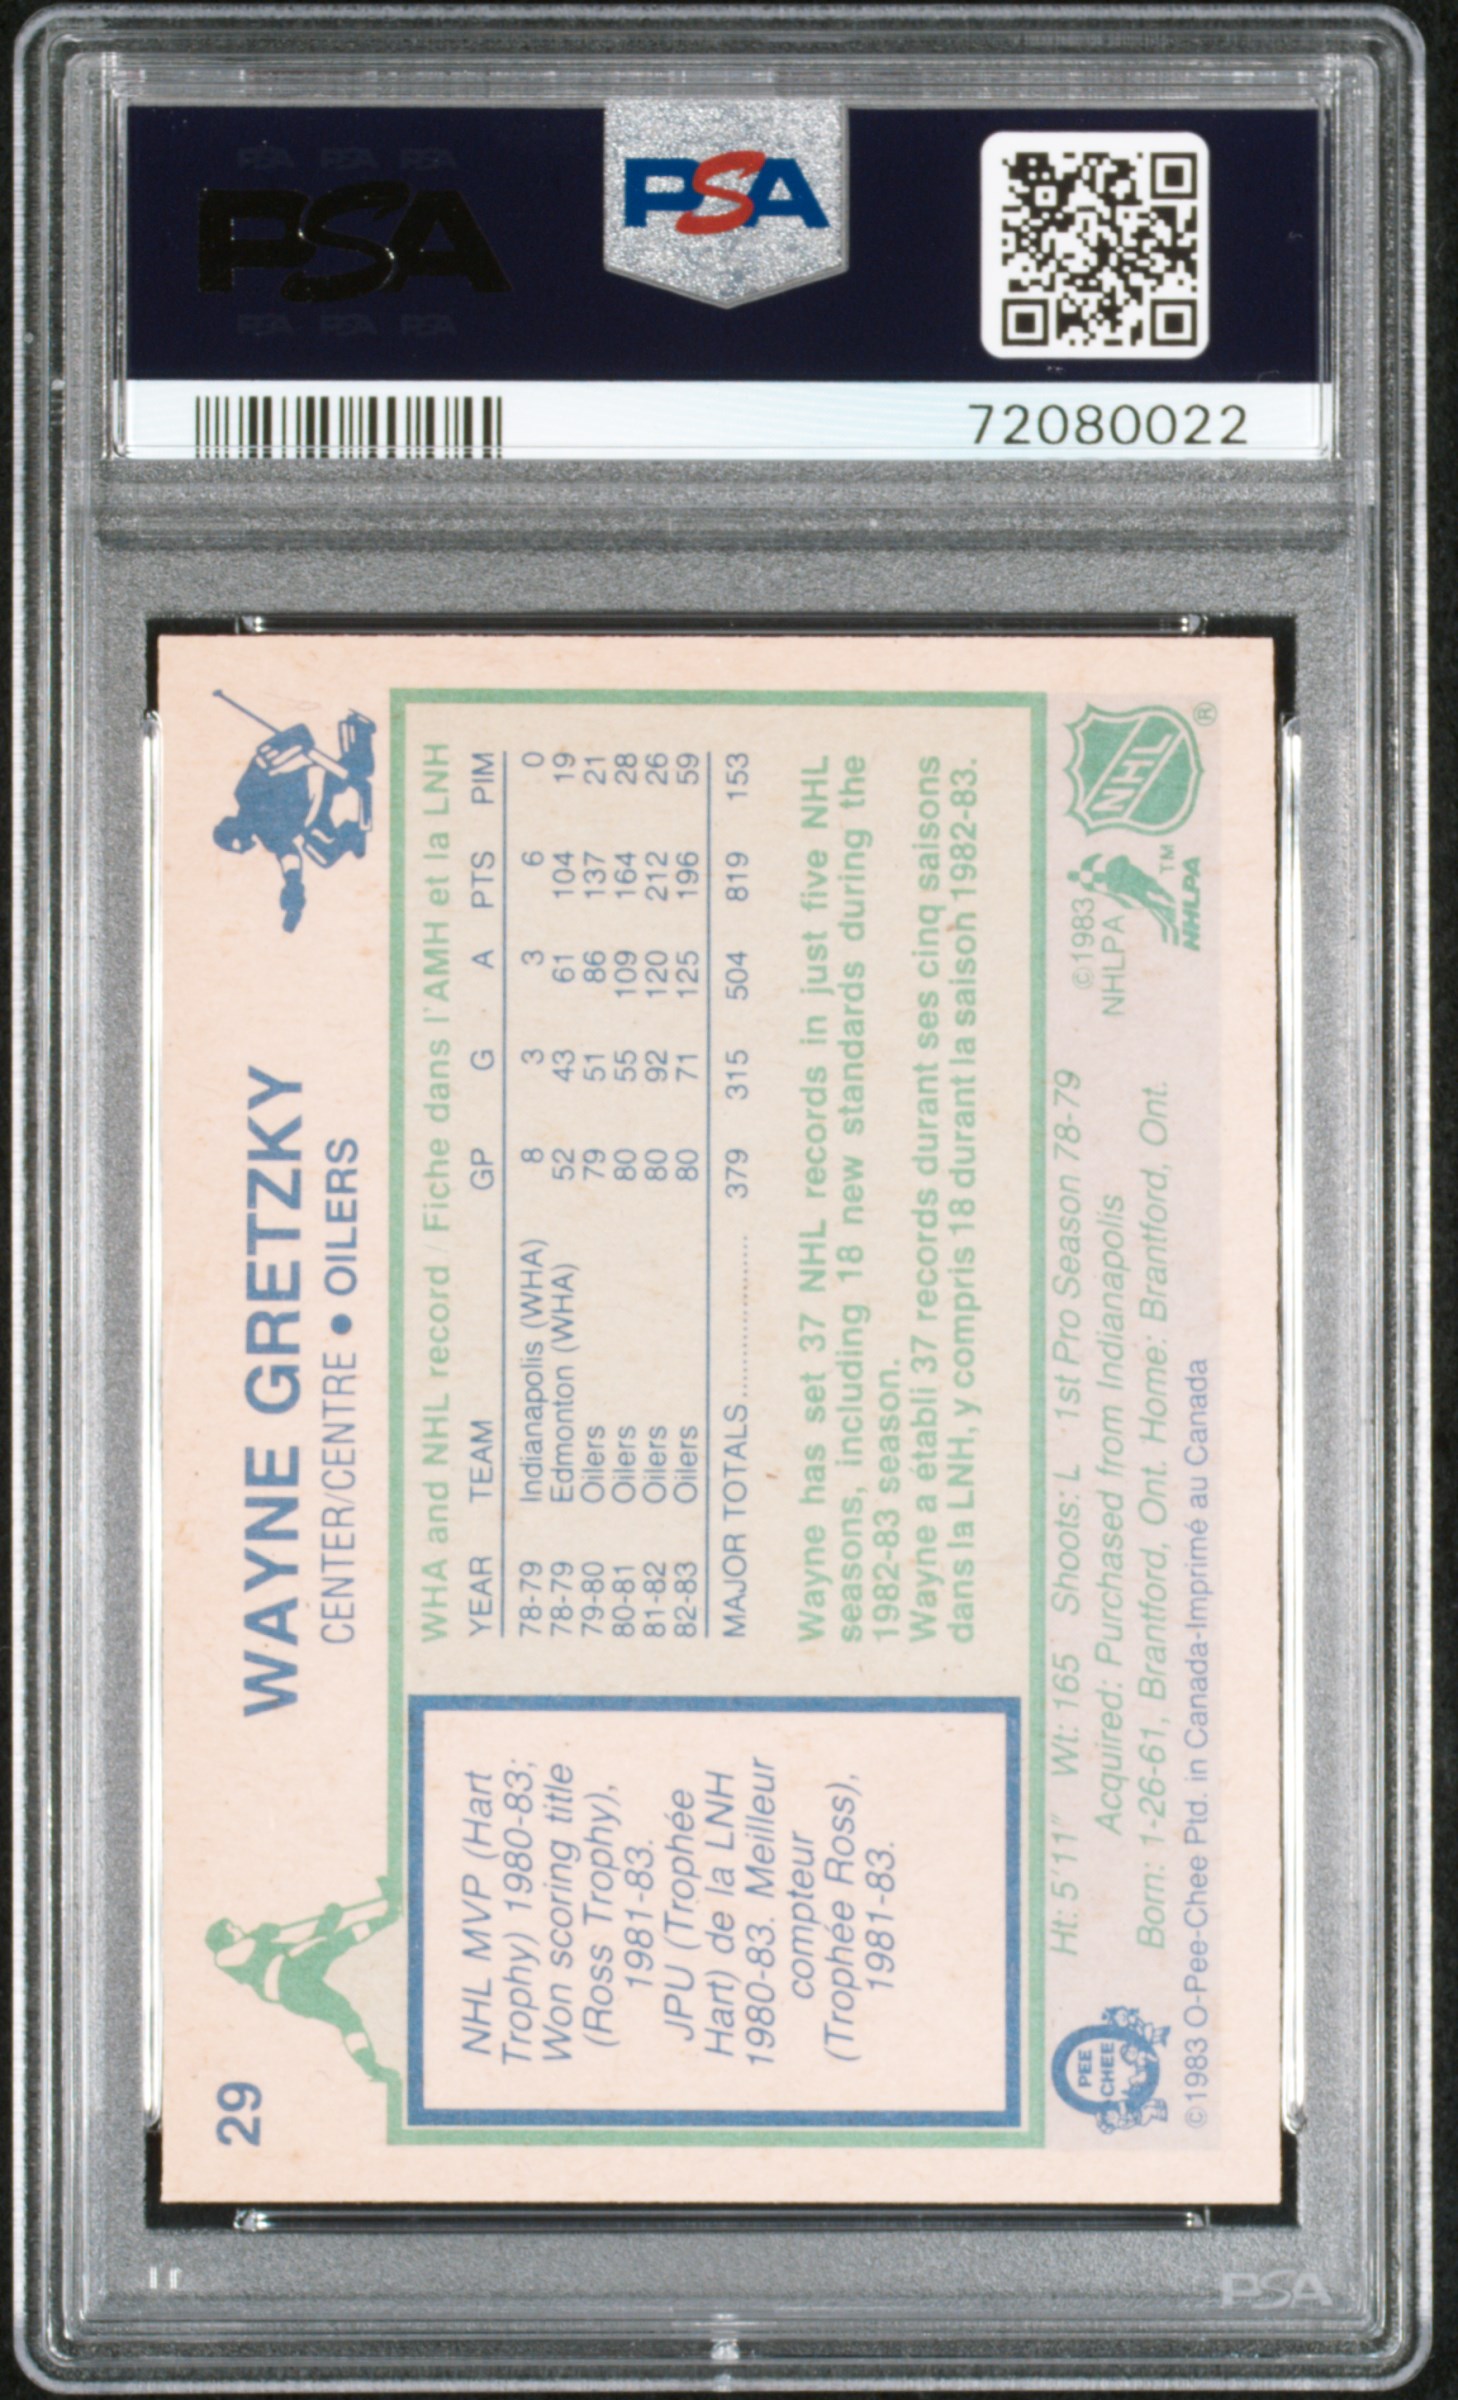 PSA PSA PSA
PSA
PSA PSA PSA
PSA
72080022
29
WAYNE GRETZKY
CENTER/CENTRE • OILERS
WHA and NHL record / Fiche dans l'AMH et la LNH
YEAR TEAM GP G A PTS PIM
78-79 Indianapolis (WHA) 8 3 3 6 0
78-79 Edmonton (WHA) 52 43 61 104 19
79-80 Oilers 79 51 86 137 21
80-81 Oilers 80 55 109 164 28
81-82 Oilers 80 92 120 212 26
82-83 Oilers 80 71 125 196 59
MAJOR TOTALS................ 379 315 504 819 153
Wayne has set 37 NHL records in just five NHL
seasons, including 18 new standards during the
1982-83 season.
Wayne a établi 37 records durant ses cinq saisons
dans la LNH, y compris 18 durant la saison 1982-83.
NHL MVP (Hart
Trophy) 1980-83;
Won scoring title
(Ross Trophy),
1981-83.
JPU (Trophée
Hart) de la LNH
1980-83. Meilleur
compteur
(Trophée Ross),
1981-83.
Ht: 5'11" Wt: 165 Shoots: L 1st Pro Season 78-79
Acquired: Purchased from Indianapolis
Born: 1-26-61, Brantford, Ont. Home: Brantford, Ont.
©1983 O-Pee-Chee Ptd. in Canada-Imprimé au Canada
O
PEE
CHEE
©1983
NHLPA
TM
NHLPA
NHL
®
PSA